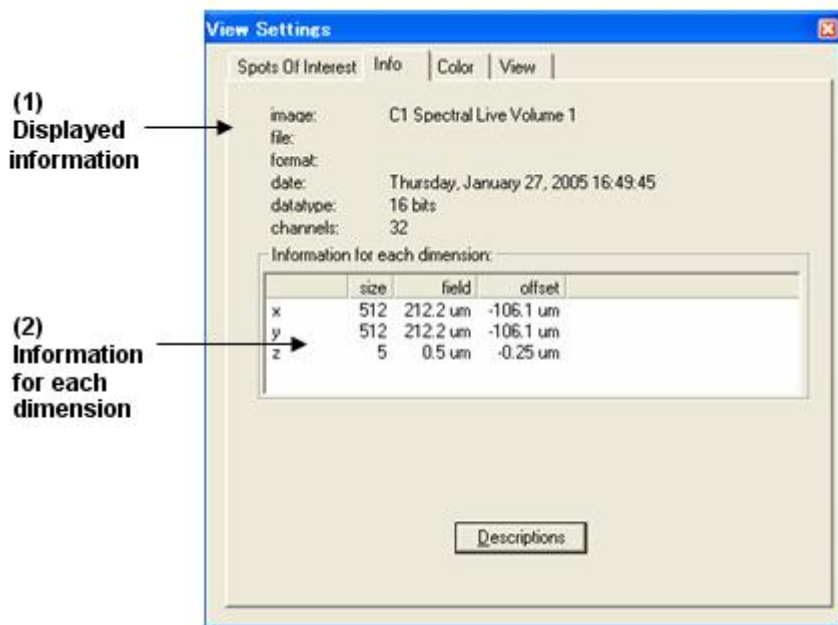 View Settings
Spots Of Interest Info Color View
(1)
Displayed
information
image: C1 Spectral Live Volume 1
file:
format:
date: Thursday, January 27, 2005 16:49:45
datatype: 16 bits
channels: 32
Information for each dimension:
size field offset
x 512 212.2 um -106.1 um
y 512 212.2 um -106.1 um
z 5 0.5 um -0.25 um
(2)
Information
for each
dimension
Descriptions